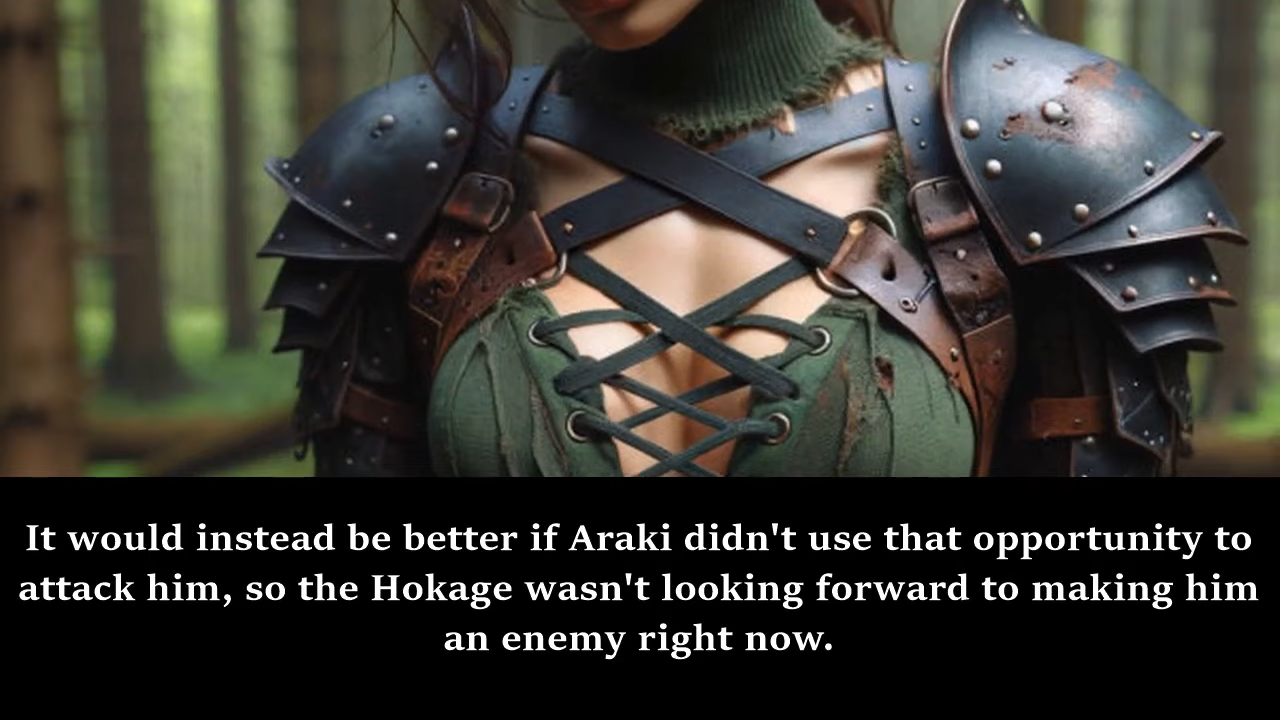 It would instead be better if Araki didn't use that opportunity to
attack him, so the Hokage wasn't looking forward to making him
an enemy right now.